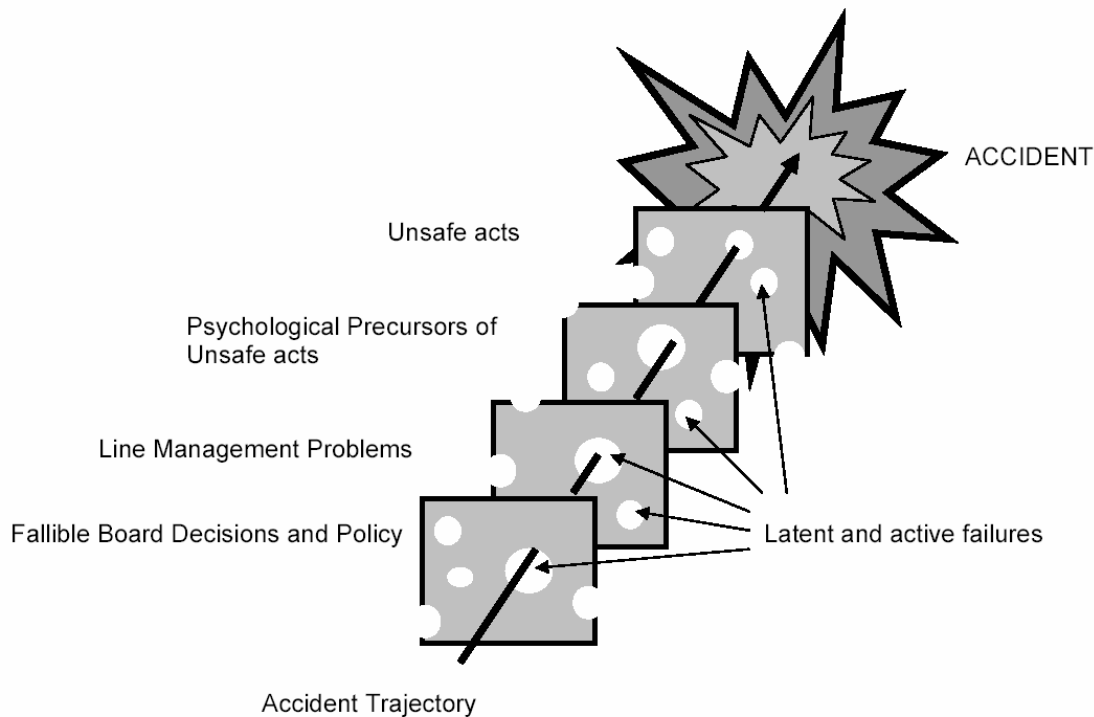 ACCIDENT
Unsafe acts
Psychological Precursors of
Unsafe acts
Line Management Problems
Fallible Board Decisions and Policy
Latent and active failures
Accident Trajectory